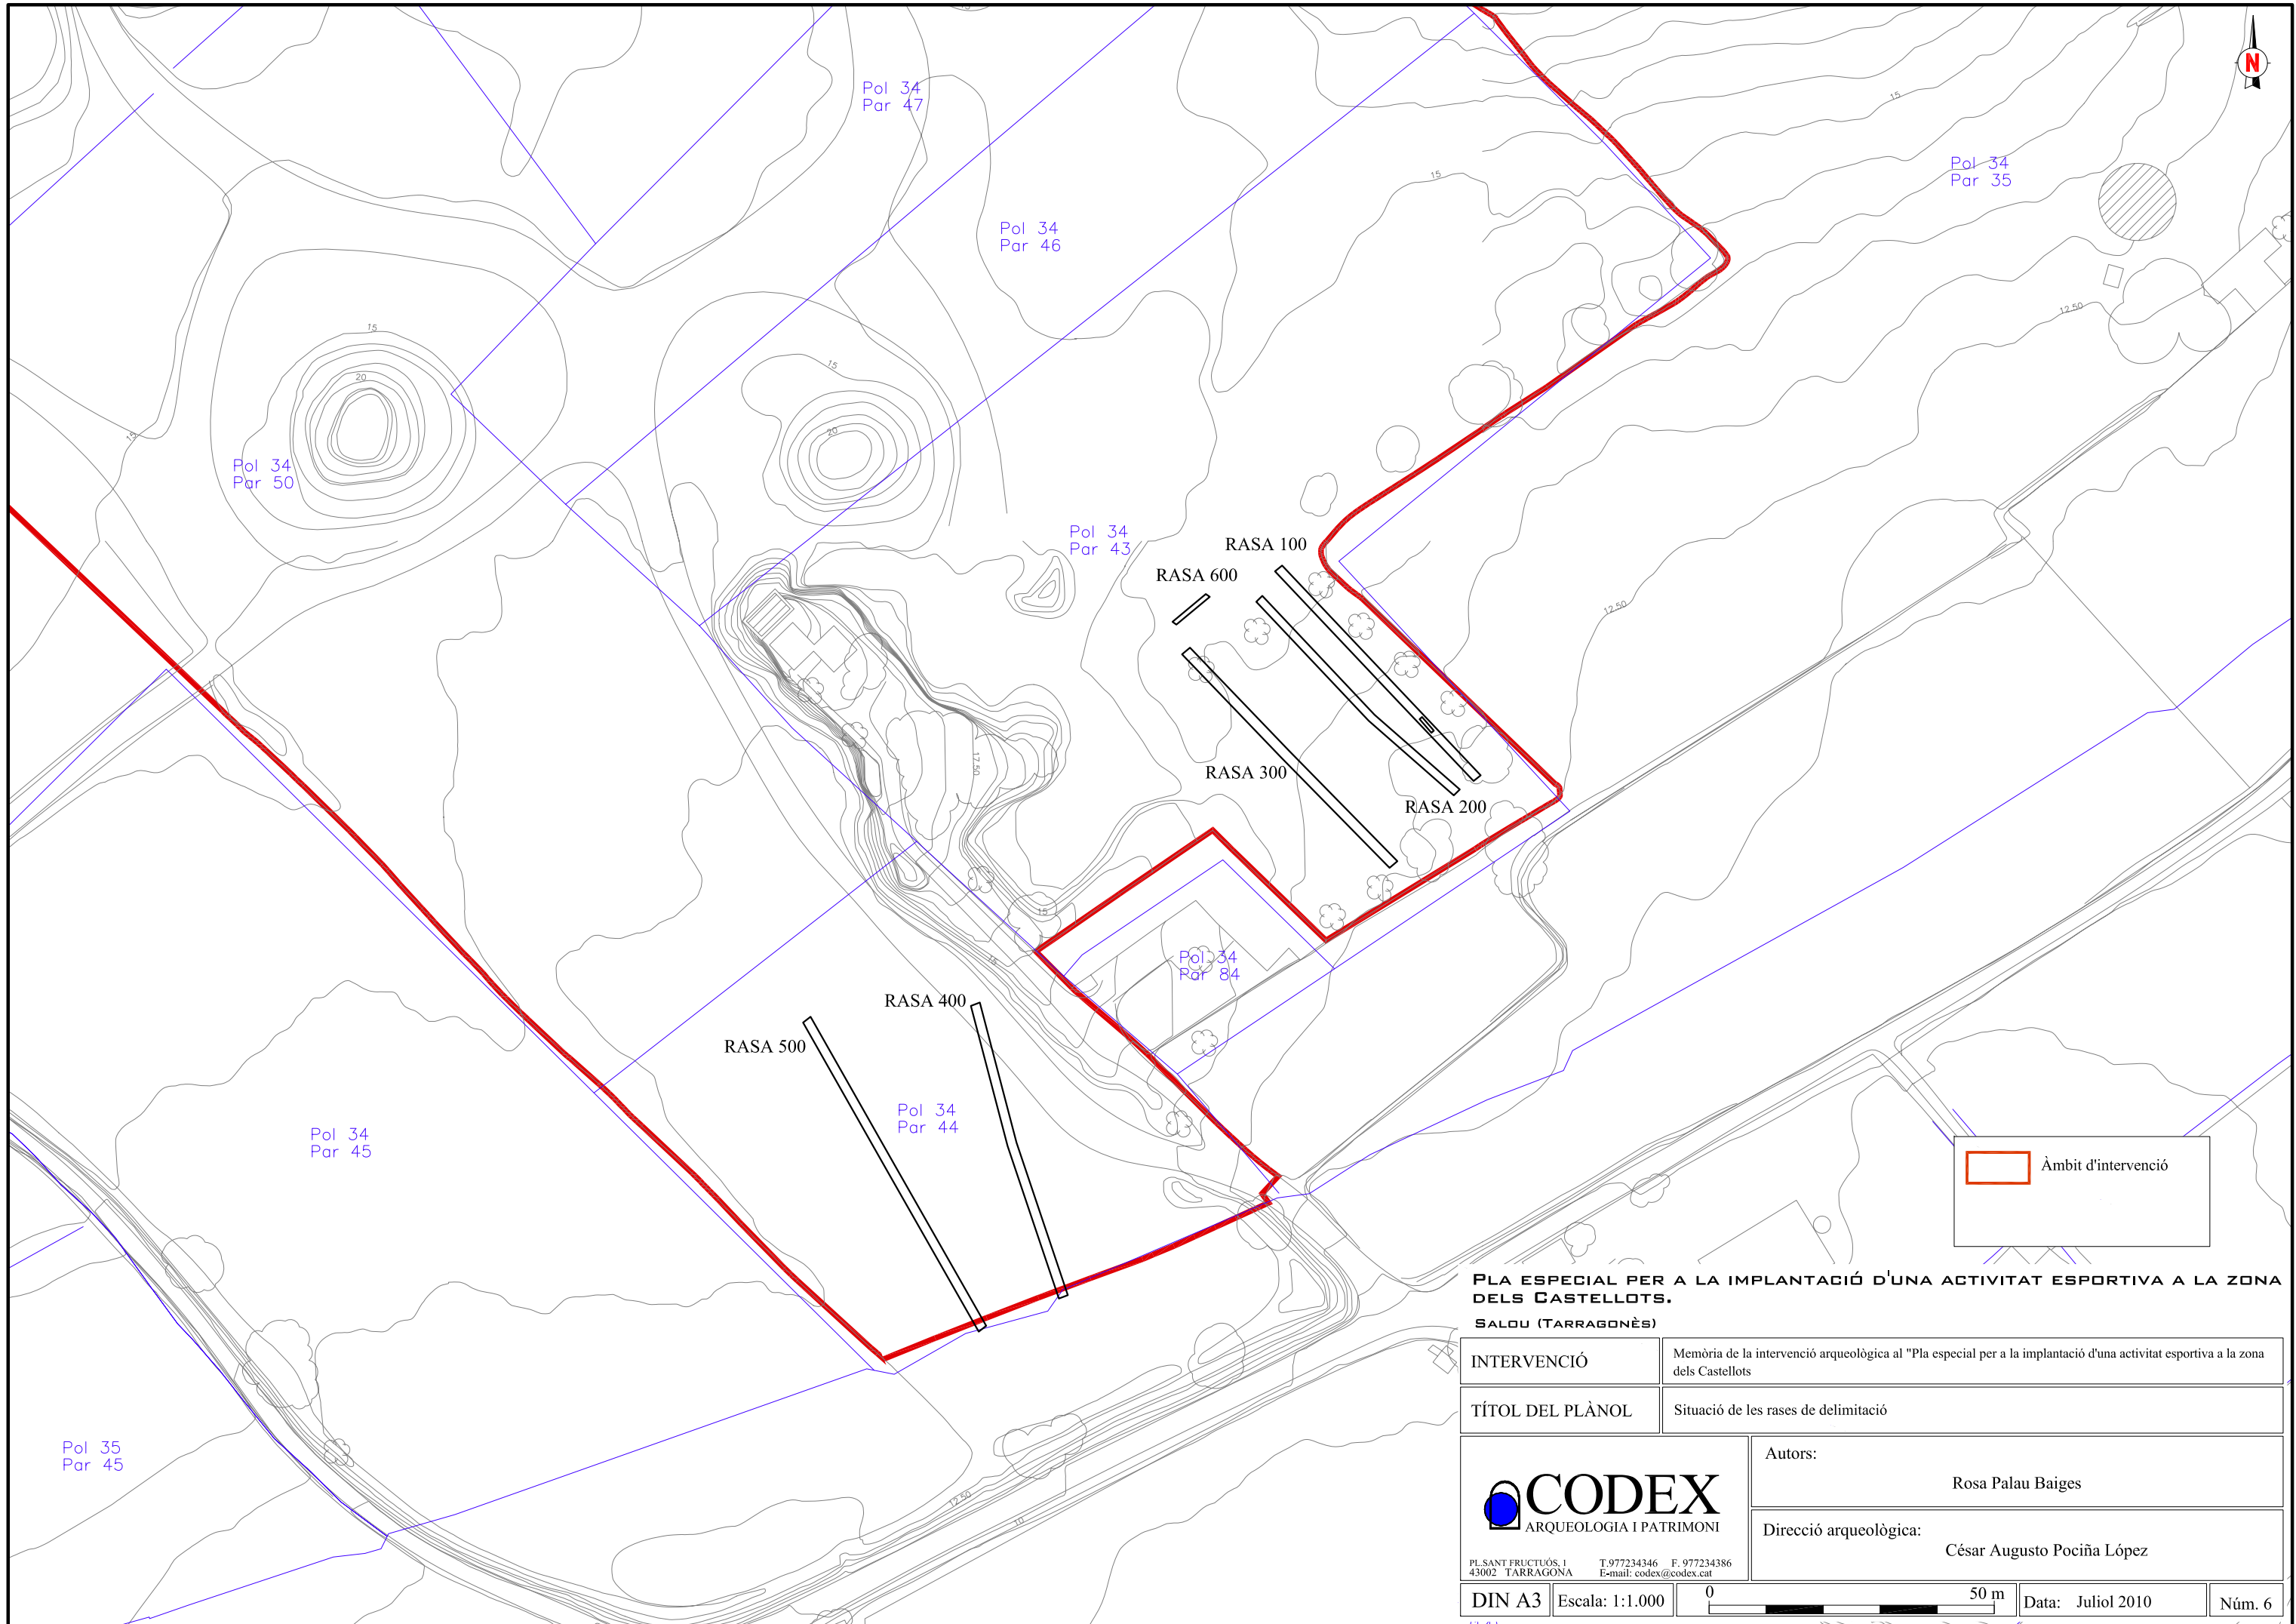 N
Pol 34
Par 47
15
Pol 34
Par 35
15
Pol 34
Par 46
12.50
15
15
20
20
15
Pol 34
Par 50
Pol 34
Par 43
RASA 100
RASA 600
12.50
17.50
RASA 300
RASA 200
15
15
Pol 34
Par 84
RASA 400
RASA 500
Pol 34
Par 44
Pol 34
Par 45
Àmbit d'intervenció
Pol 35
Par 45
12.50
10
PLA ESPECIAL PER A LA IMPLANTACIÓ D'UNA ACTIVITAT ESPORTIVA A LA ZONA
DELS CASTELLOTS.
SALOU (TARRAGONÈS)
INTERVENCIÓ
Memòria de la intervenció arqueològica al "Pla especial per a la implantació d'una activitat esportiva a la zona
dels Castellots
TÍTOL DEL PLÀNOL
Situació de les rases de delimitació
CODEX
ARQUEOLOGIA I PATRIMONI
PL.SANT FRUCTUÓS, 1 T.977234346 F. 977234386
43002 TARRAGONA E-mail: codex@codex.cat
Autors:
Rosa Palau Baiges
Direcció arqueològica:
César Augusto Pociña López
DIN A3
Escala: 1:1.000
0 50 m
Data: Juliol 2010
Núm. 6